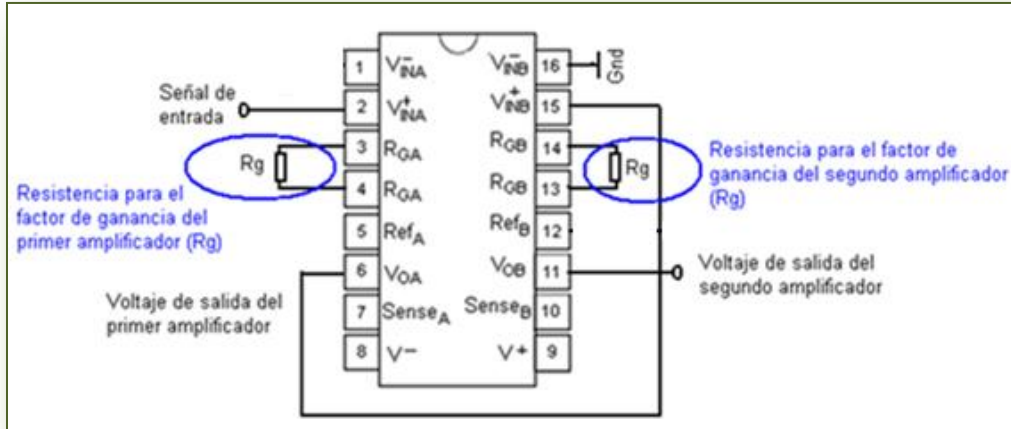 Señal de
entrada
Rg
Resistencia para el
factor de ganancia del
primer amplificador (Rg)
Voltaje de salida del
primer amplificador
1 V⁻INA
2 V⁺INA
3 RGA
4 RGA
5 RefA
6 VOA
7 SenseA
8 V−
V⁻INB 16
V⁺INB 15
RGB 14
RGB 13
RefB 12
VOB 11
SenseB 10
V+ 9
Gnd
Rg
Resistencia para el factor de
ganancia del segundo amplificador
(Rg)
Voltaje de salida del
segundo amplificador